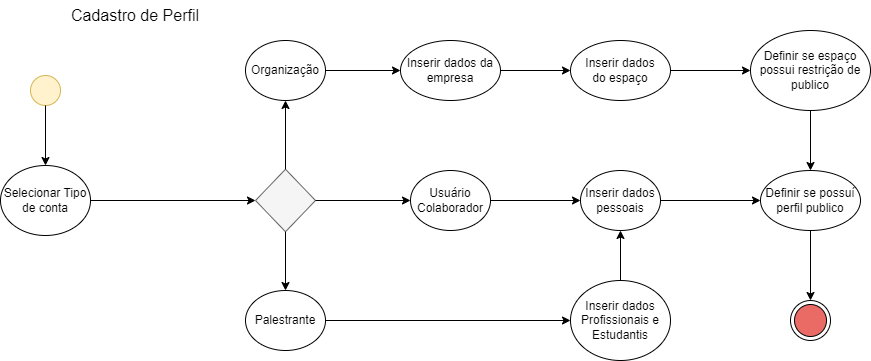 Cadastro de Perfil
Organização
Inserir dados da
empresa
Inserir dados
do espaço
Definir se espaço
possui restrição de
publico
Selecionar Tipo
de conta
Usuário
Colaborador
Inserir dados
pessoais
Definir se possuí
perfil publico
Palestrante
Inserir dados
Profissionais e
Estudantis